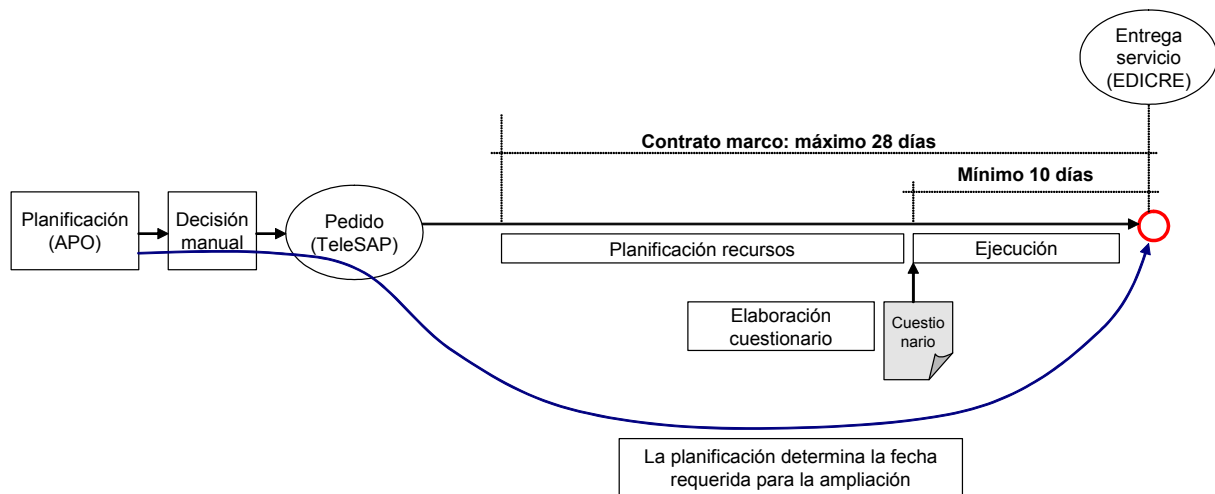 Entrega
servicio
(EDICRE)
Contrato marco: máximo 28 días
Mínimo 10 días
Planificación
(APO)
Decisión
manual
Pedido
(TeleSAP)
Planificación recursos
Ejecución
Elaboración
cuestionario
Cuestio
nario
La planificación determina la fecha
requerida para la ampliación